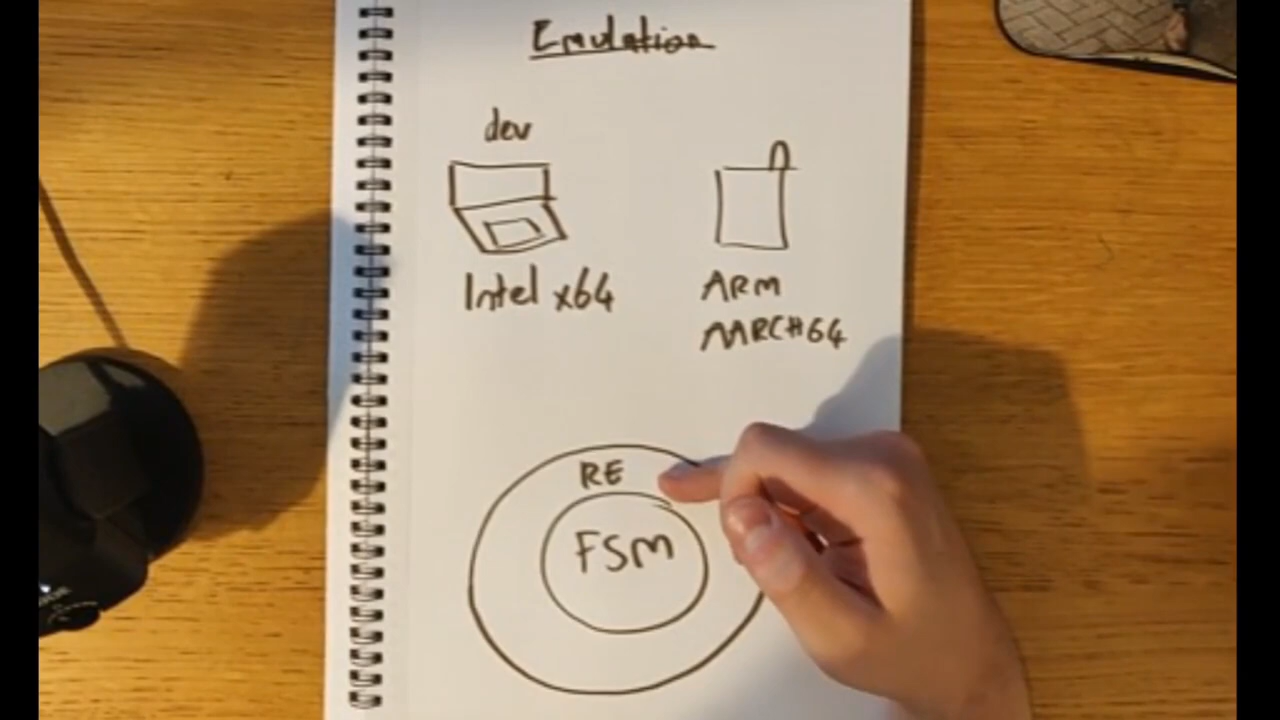 Emulation
dev
Intel x64
ARM
AARCH64
RE
FSM